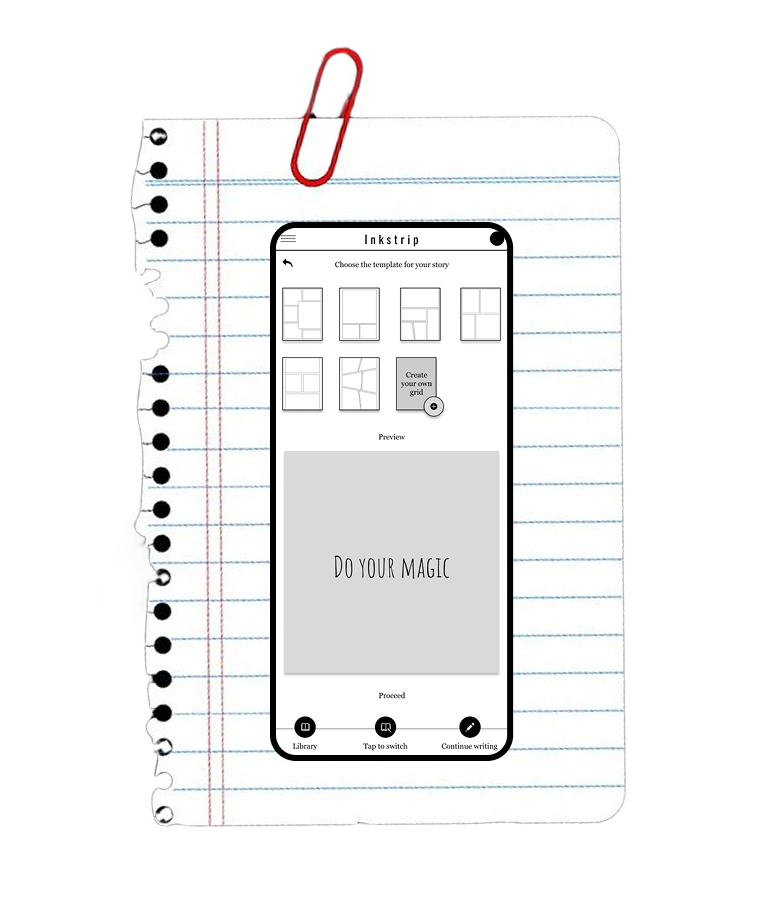 Inkstrip
Choose the template for your story
Create
your own
grid
Preview
Do your magic
Proceed
Library
Tap to switch
Continue writing